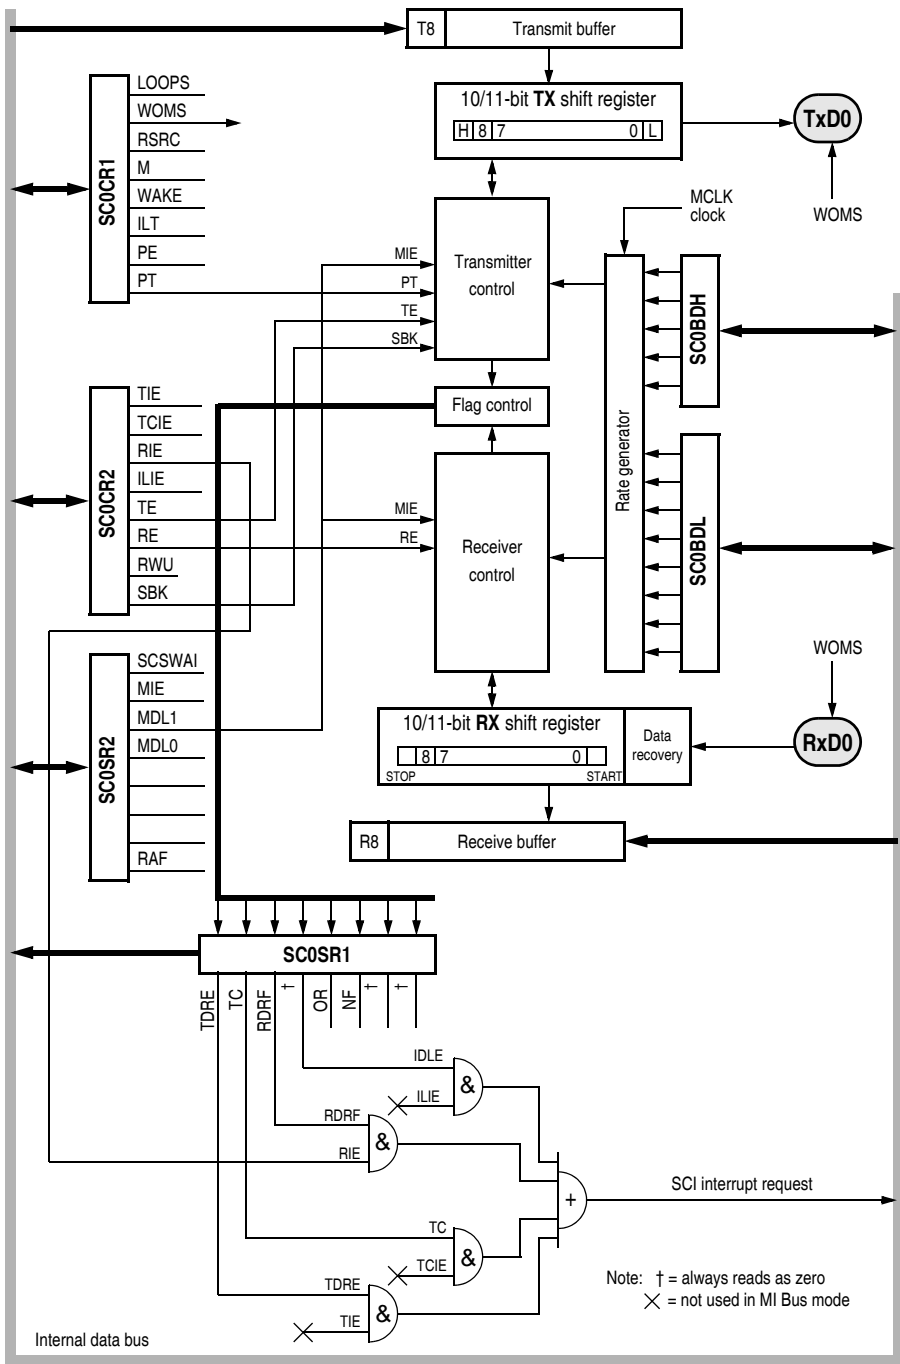 T8 Transmit buffer
10/11-bit TX shift register
H 8 7 0 L
TxD0
WOMS
MCLK
clock
SC0CR1
LOOPS
WOMS
RSRC
M
WAKE
ILT
PE
PT
MIE
PT
TE
SBK
Transmitter
control
Flag control
Rate generator
SC0BDH
SC0BDL
SC0CR2
TIE
TCIE
RIE
ILIE
TE
RE
RWU
SBK
MIE
RE
Receiver
control
WOMS
RxD0
SC0SR2
SCSWAI
MIE
MDL1
MDL0
RAF
10/11-bit RX shift register
8 7 0
STOP START
Data
recovery
R8 Receive buffer
SC0SR1
TDRE
TC
RDRF
†
OR
NF
†
†
IDLE
ILIE
&
RDRF
RIE
&
TC
TCIE
&
TDRE
TIE
&
+
SCI interrupt request
Note: † = always reads as zero
= not used in MI Bus mode
Internal data bus